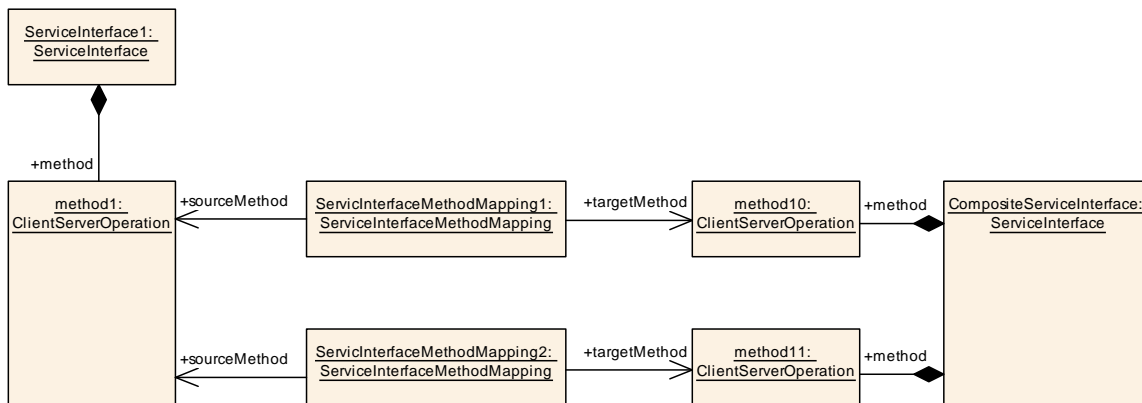 ServiceInterface1:
ServiceInterface
+method
method1:
ClientServerOperation
+sourceMethod
ServicInterfaceMethodMapping1:
ServiceInterfaceMethodMapping
+targetMethod
method10:
ClientServerOperation
+method
CompositeServiceInterface:
ServiceInterface
+sourceMethod
ServicInterfaceMethodMapping2:
ServiceInterfaceMethodMapping
+targetMethod
method11:
ClientServerOperation
+method